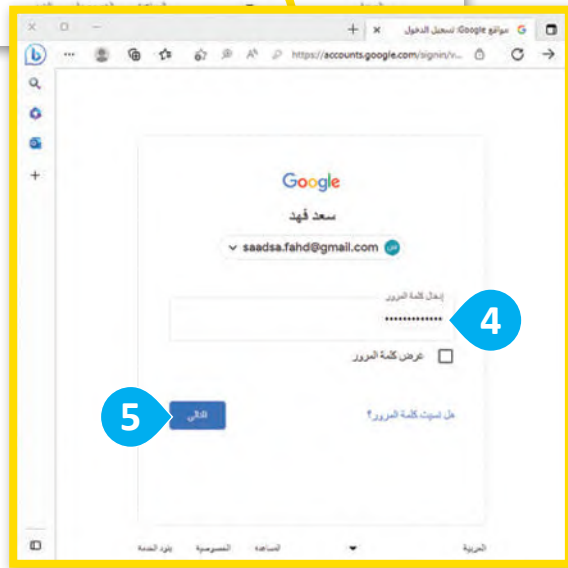 مواقع Google: تسجيل الدخول
https://accounts.google.com/signin/v...
Google
سعد فهد
saadsa.fahd@gmail.com
إدخال كلمة المرور
•••••••••••••
4
عرض كلمة المرور
هل نسيت كلمة المرور؟
التالي
5
العربية
المساعدة
الخصوصية
بنود الخدمة